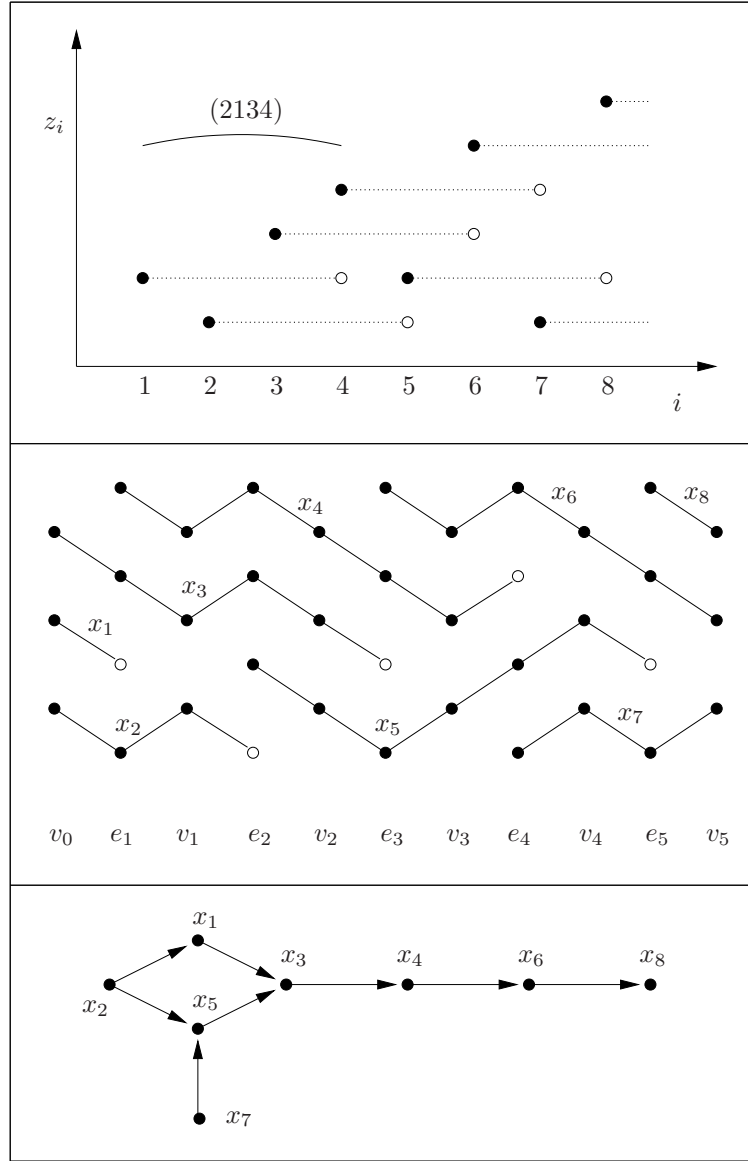 (2134)
z_i
1 2 3 4 5 6 7 8
i
x_4 x_6 x_8
x_3
x_1
x_2 x_5 x_7
v_0 e_1 v_1 e_2 v_2 e_3 v_3 e_4 v_4 e_5 v_5
x_1
x_3 x_4 x_6 x_8
x_2 x_5
x_7